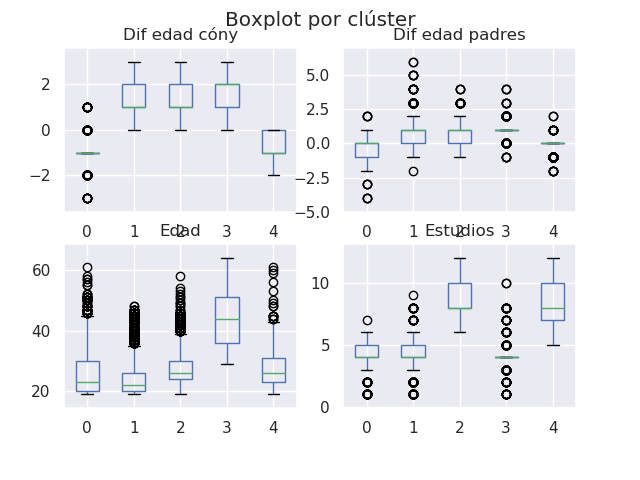 Boxplot por clúster
Dif edad cóny
Dif edad padres
2
0
−2
0 1 2 3 4
5.0
2.5
0.0
−2.5
−5.0
0 1 2 3 4
Edad
Estudios
60
40
20
0 1 2 3 4
10
5
0
0 1 2 3 4